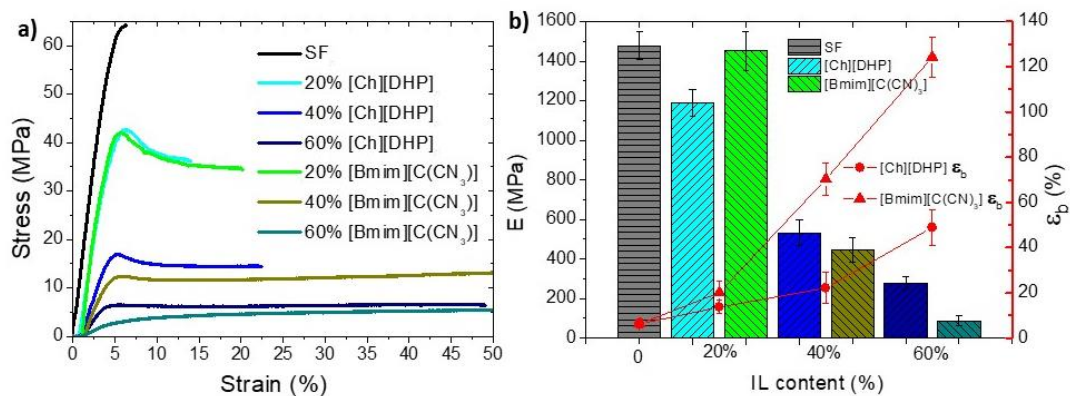 a)
Stress (MPa)
60
50
40
30
20
10
0
0 5 10 15 20 25 30 35 40 45 50
Strain (%)
SF
20% [Ch][DHP]
40% [Ch][DHP]
60% [Ch][DHP]
20% [Bmim][C(CN₃)]
40% [Bmim][C(CN₃)]
60% [Bmim][C(CN₃)]
b)
E (MPa)
1600
1400
1200
1000
800
600
400
200
0
0 20% 40% 60%
IL content (%)
SF
[Ch][DHP]
[Bmim][C(CN)₃]
[Ch][DHP] εb
[Bmim][C(CN)₃] εb
140
120
100
80
60
40
20
0
εb (%)